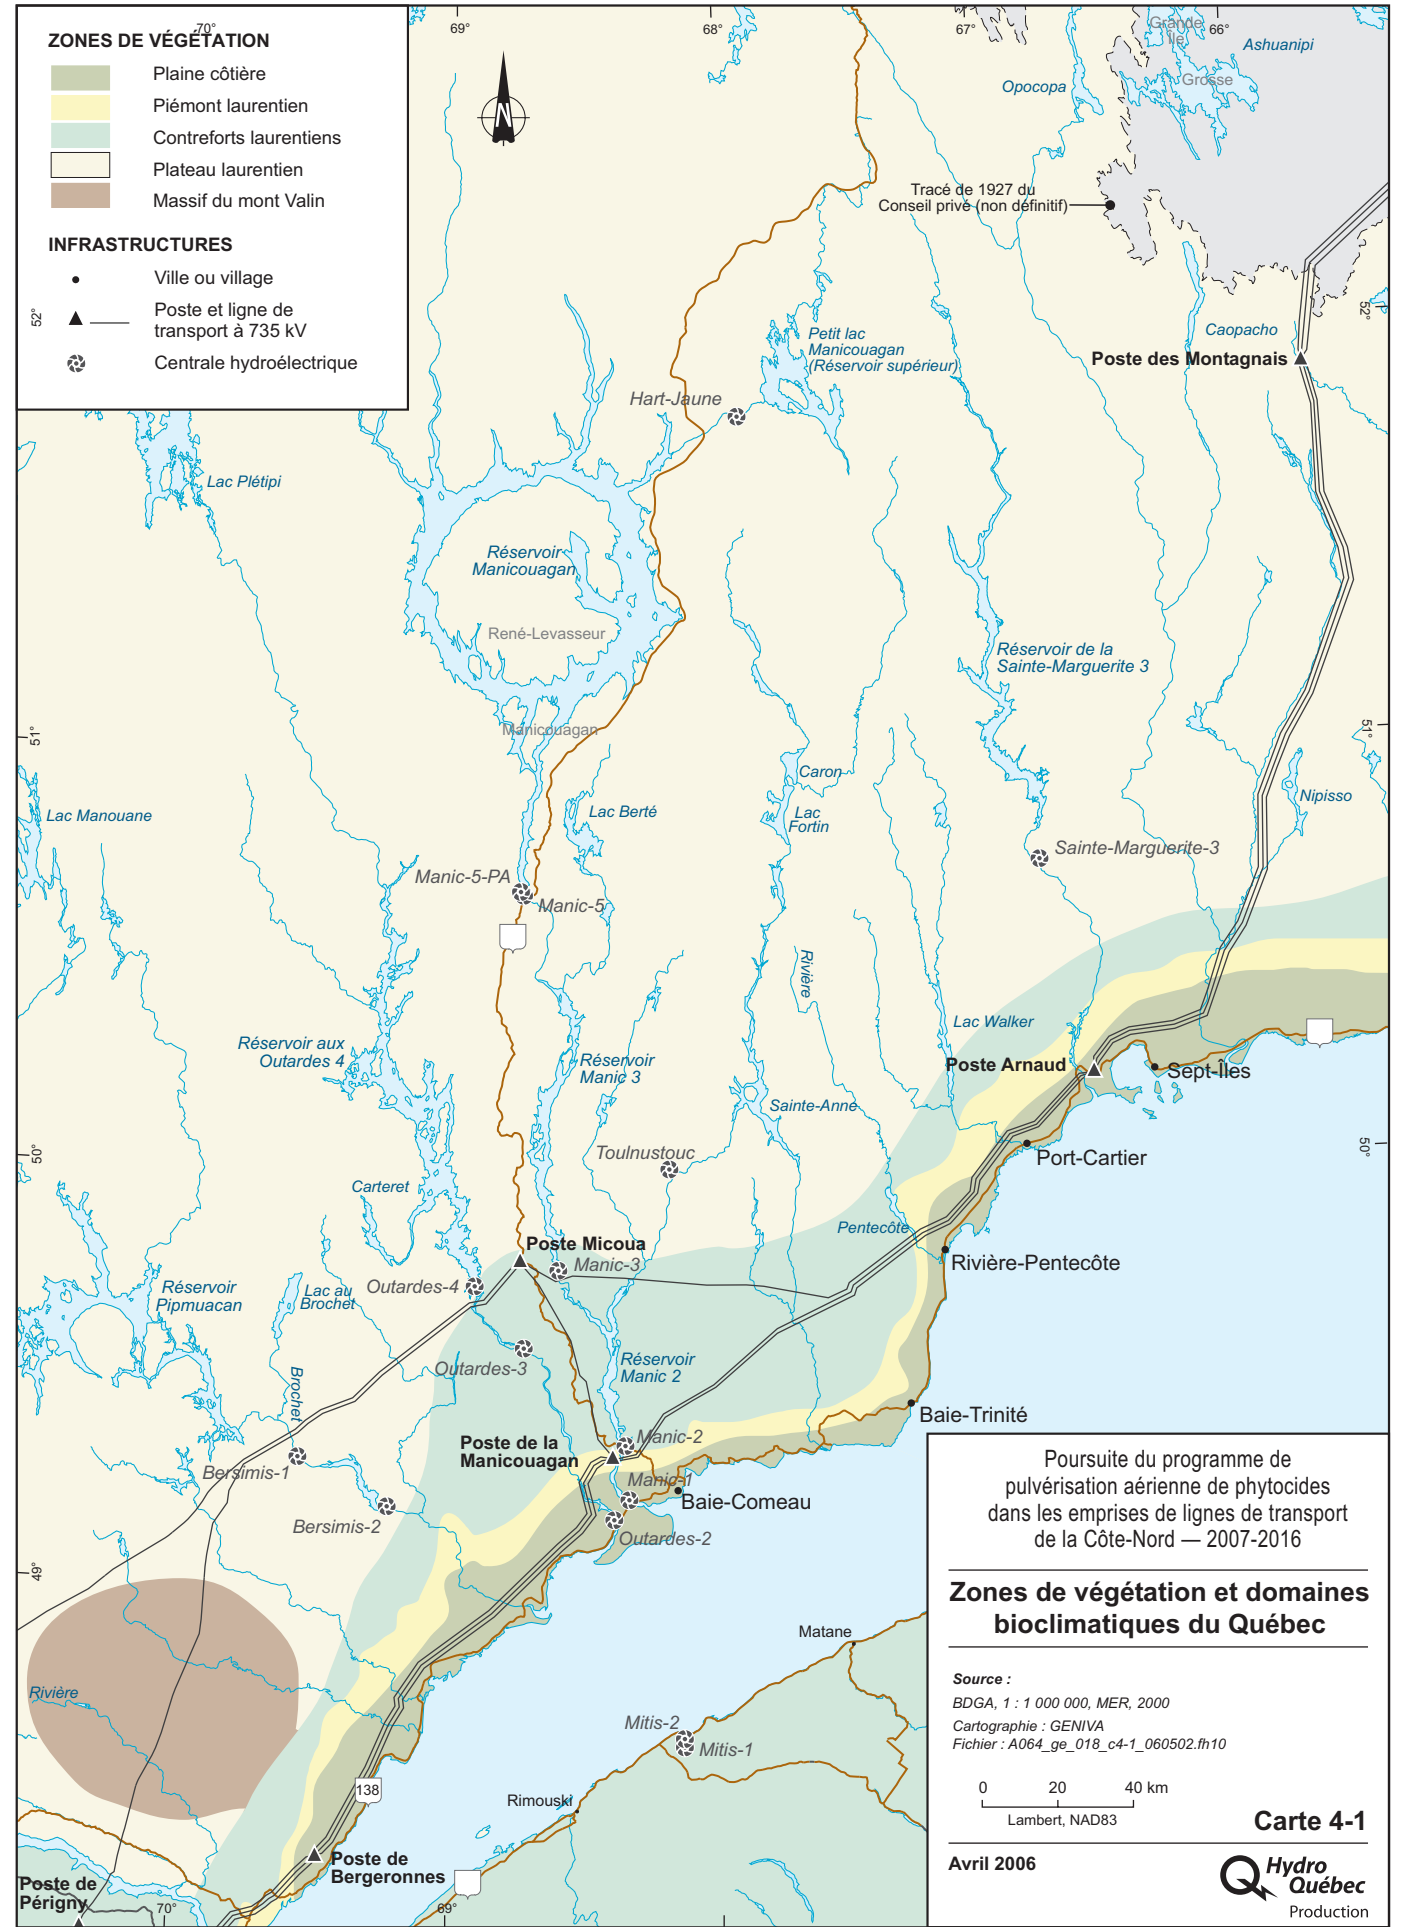 70°
69°
68°
67°
66°
ZONES DE VÉGÉTATION
Plaine côtière
Piémont laurentien
Contreforts laurentiens
Plateau laurentien
Massif du mont Valin
INFRASTRUCTURES
Ville ou village
Poste et ligne de
transport à 735 kV
Centrale hydroélectrique
52°
N
Grande
Île
Ashuanipi
Grosse
Opocopa
Tracé de 1927 du
Conseil privé (non définitif)
52°
Caopacho
Poste des Montagnais
Petit lac
Manicouagan
(Réservoir supérieur)
Hart-Jaune
Lac Plétipi
Réservoir
Manicouagan
René-Levasseur
Manicouagan
Réservoir de la
Sainte-Marguerite 3
51°
51°
Caron
Lac
Fortin
Nipisso
Lac Manouane
Lac Berté
Sainte-Marguerite-3
Manic-5-PA
Manic-5
Rivière
Lac Walker
Réservoir aux
Outardes 4
Réservoir
Manic 3
Poste Arnaud
Sept-Îles
Sainte-Anne
50°
50°
Toulnustouc
Port-Cartier
Carteret
Pentecôte
Poste Micoua
Manic-3
Rivière-Pentecôte
Outardes-4
Réservoir
Pipmuacan
Lac au
Brochet
Brochet
Outardes-3
Réservoir
Manic 2
Baie-Trinité
Poste de la
Manicouagan
Manic-2
Manic-1
Baie-Comeau
Bersimis-1
Bersimis-2
Outardes-2
49°
Matane
Rivière
Mitis-2
Mitis-1
138
Rimouski
Poste de
Bergeronnes
Poste de
Périgny
70°
69°
Poursuite du programme de
pulvérisation aérienne de phytocides
dans les emprises de lignes de transport
de la Côte-Nord — 2007-2016
Zones de végétation et domaines
bioclimatiques du Québec
Source :
BDGA, 1 : 1 000 000, MER, 2000
Cartographie : GENIVA
Fichier : A064_ge_018_c4-1_060502.fh10
0 20 40 km
Lambert, NAD83
Carte 4-1
Avril 2006
Hydro
Québec
Production